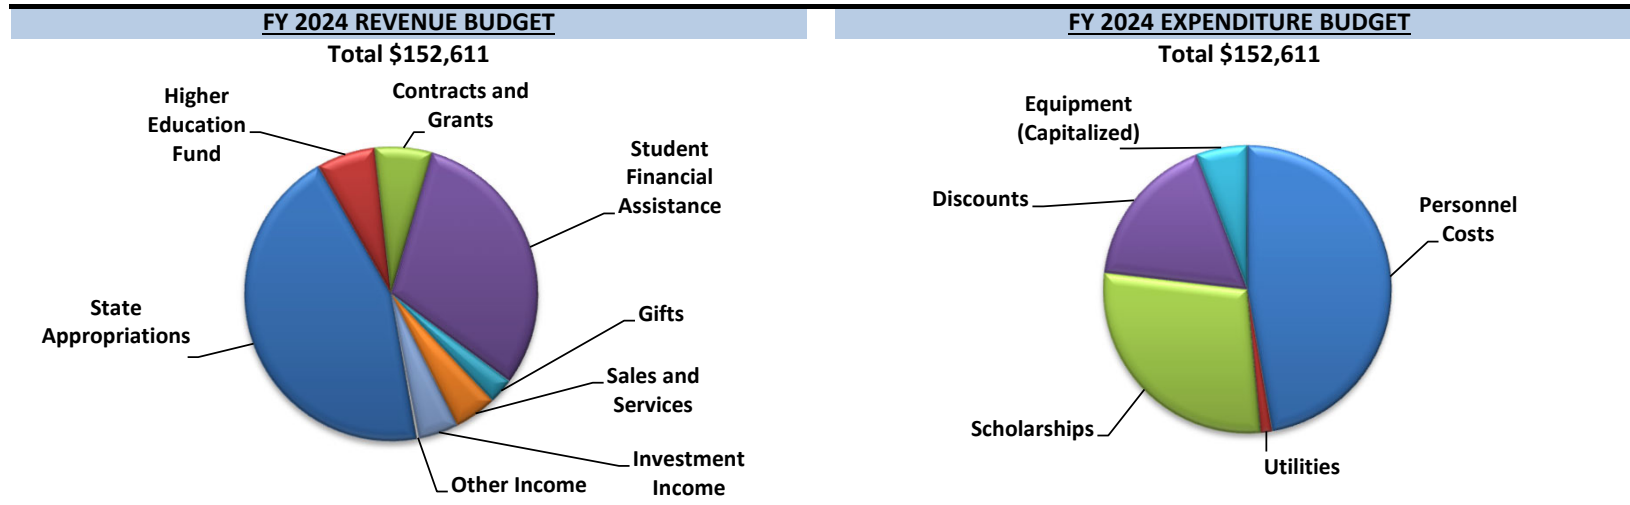 FY 2024 REVENUE BUDGET
Total $152,611
Higher
Education
Fund
Contracts and
Grants
Student
Financial
Assistance
State
Appropriations
Gifts
Sales and
Services
Investment
Income
Other Income
FY 2024 EXPENDITURE BUDGET
Total $152,611
Equipment
(Capitalized)
Discounts
Personnel
Costs
Scholarships
Utilities